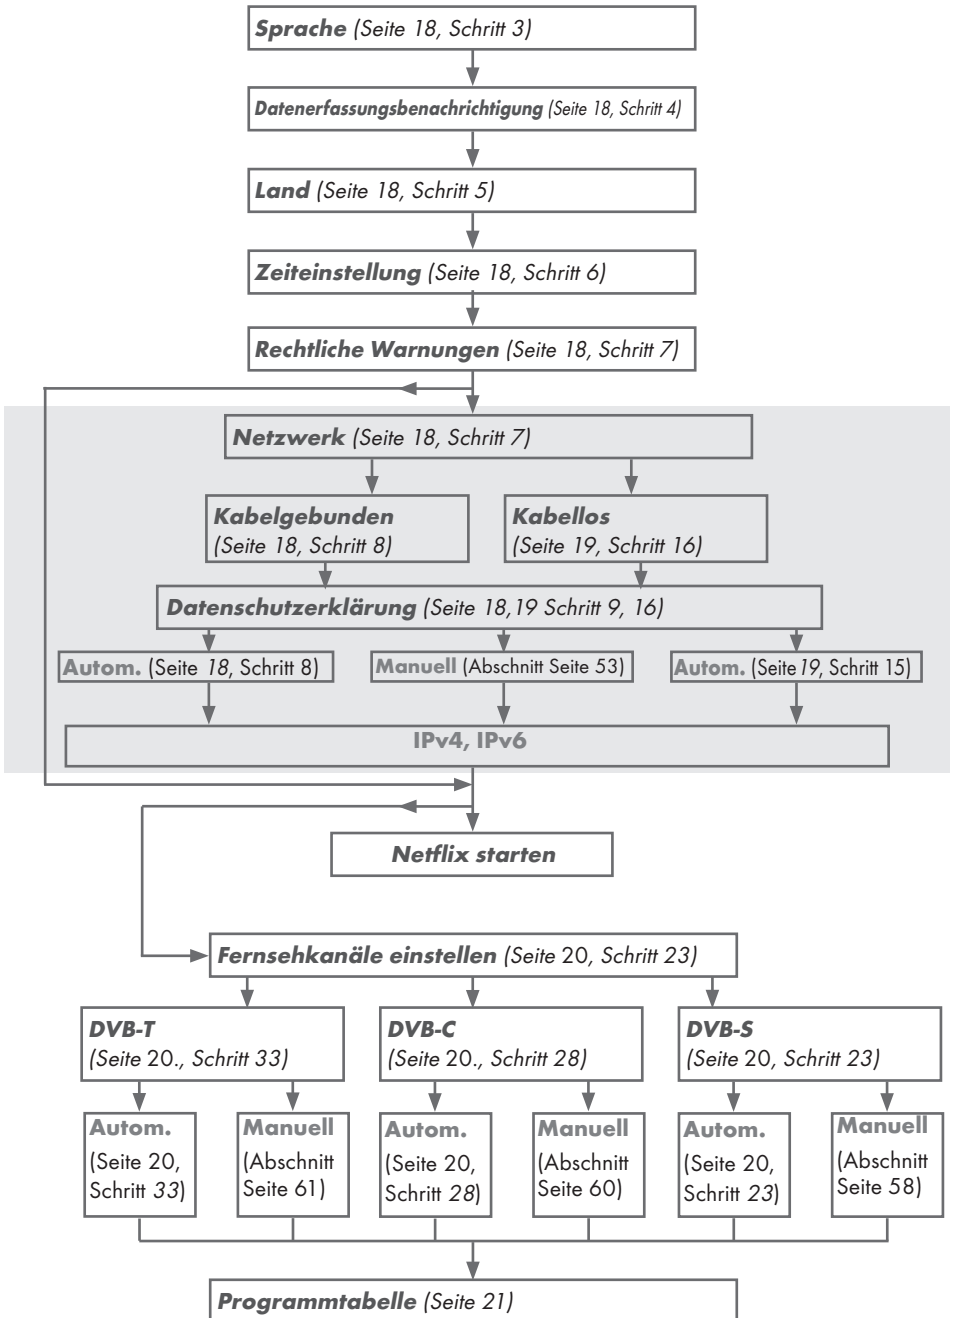 Sprache (Seite 18, Schritt 3)
Datenerfassungsbenachrichtigung (Seite 18, Schritt 4)
Land (Seite 18, Schritt 5)
Zeiteinstellung (Seite 18, Schritt 6)
Rechtliche Warnungen (Seite 18, Schritt 7)
Netzwerk (Seite 18, Schritt 7)
Kabelgebunden
(Seite 18, Schritt 8)
Kabellos
(Seite 19, Schritt 16)
Datenschutzerklärung (Seite 18,19 Schritt 9, 16)
Autom. (Seite 18, Schritt 8)
Manuell (Abschnitt Seite 53)
Autom. (Seite 19, Schritt 15)
IPv4, IPv6
Netflix starten
Fernsehkanäle einstellen (Seite 20, Schritt 23)
DVB-T
(Seite 20., Schritt 33)
DVB-C
(Seite 20., Schritt 28)
DVB-S
(Seite 20, Schritt 23)
Autom.
(Seite 20,
Schritt 33)
Manuell
(Abschnitt
Seite 61)
Autom.
(Seite 20,
Schritt 28)
Manuell
(Abschnitt
Seite 60)
Autom.
(Seite 20,
Schritt 23)
Manuell
(Abschnitt
Seite 58)
Programmtabelle (Seite 21)